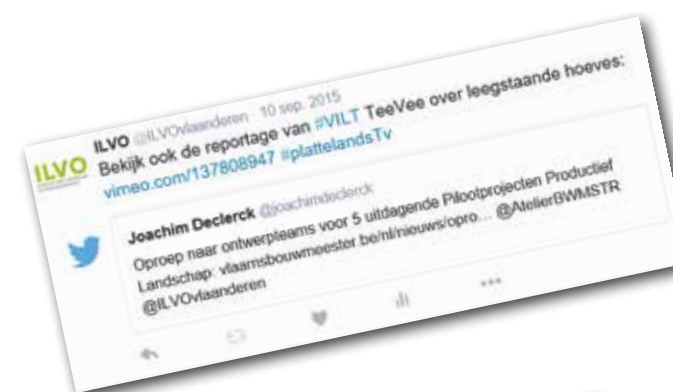 ILVO
ILVO @ILVOvlaanderen · 10 sep. 2015
Bekijk ook de reportage van #VILT TeeVee over leegstaande hoeves:
vimeo.com/137808947 #plattelandsTv
Joachim Declerck @joachimdeclerck
Oproep naar ontwerpteams voor 5 uitdagende Pilootprojecten Productief
Landschap: vlaamsbouwmeester.be/nl/nieuws/opro... @AtelierBWMSTR
@ILVOvlaanderen